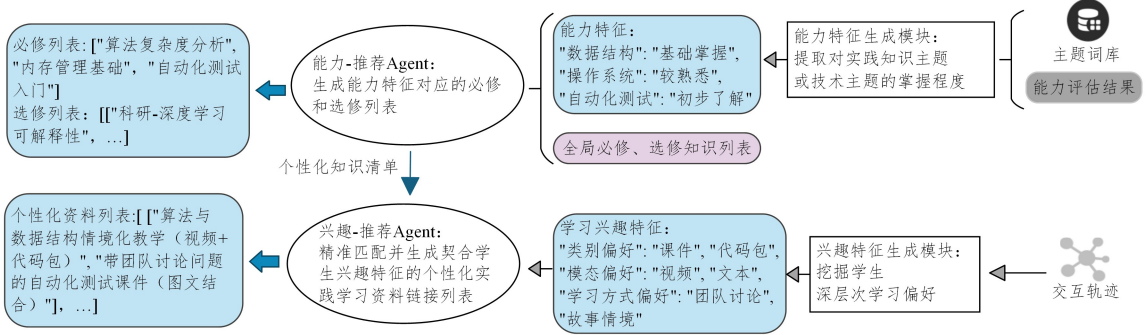 必修列表: ["算法复杂度分析",
"内存管理基础", "自动化测试
入门"]
选修列表: [["科研-深度学习
可解释性", …]
能力-推荐Agent:
生成能力特征对应的必修
和选修列表
能力特征:
"数据结构": "基础掌握",
"操作系统": "较熟悉",
"自动化测试": "初步了解"
全局必修、选修知识列表
能力特征生成模块:
提取对实践知识主题
或技术主题的掌握程度
主题词库
能力评估结果
个性化知识清单
个性化资料列表:[ ["算法与
数据结构情境化教学（视频+
代码包）", "带团队讨论问题
的自动化测试课件（图文结
合）"], …]
兴趣-推荐Agent:
精准匹配并生成契合学
生兴趣特征的个性化实
践学习资料链接列表
学习兴趣特征:
"类别偏好": "课件", "代码包",
"模态偏好": "视频", "文本",
"学习方式偏好": "团队讨论",
"故事情境"
兴趣特征生成模块:
挖掘学生
深层次学习偏好
交互轨迹